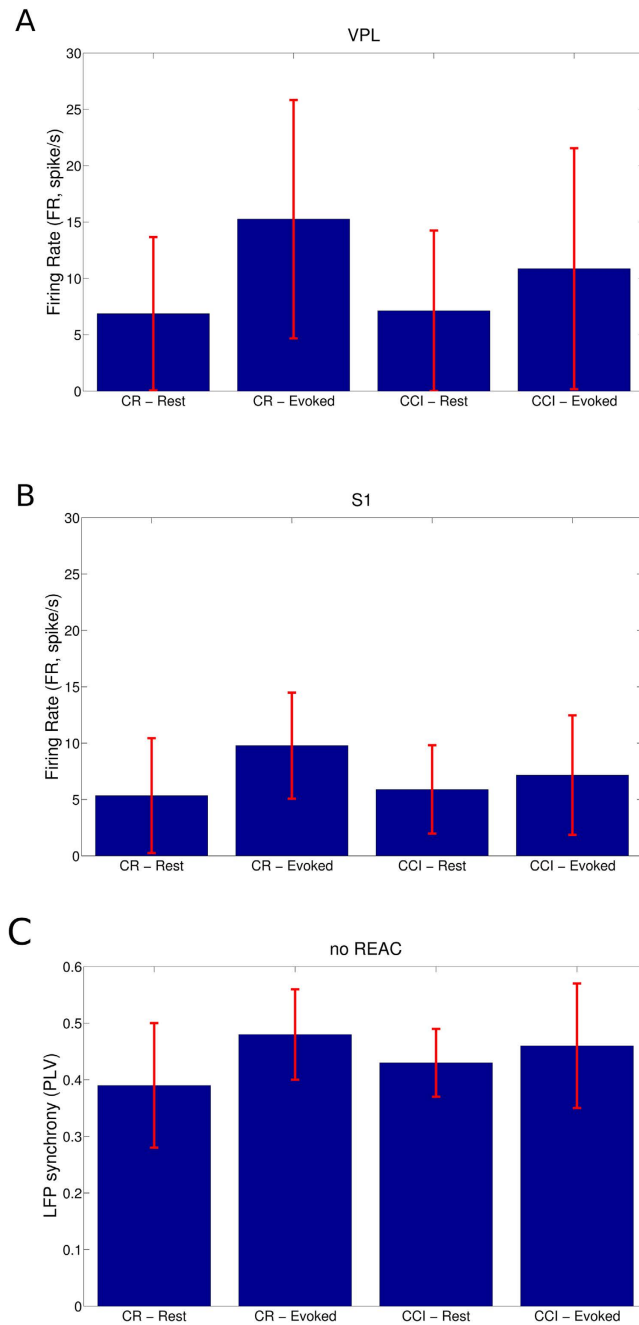 A
VPL
Firing Rate (FR, spike/s)
30
25
20
15
10
5
0
CR – Rest CR – Evoked CCI – Rest CCI – Evoked
B
S1
Firing Rate (FR, spike/s)
30
25
20
15
10
5
0
CR – Rest CR – Evoked CCI – Rest CCI – Evoked
C
no REAC
LFP synchrony (PLV)
0.6
0.5
0.4
0.3
0.2
0.1
0
CR – Rest CR – Evoked CCI – Rest CCI – Evoked